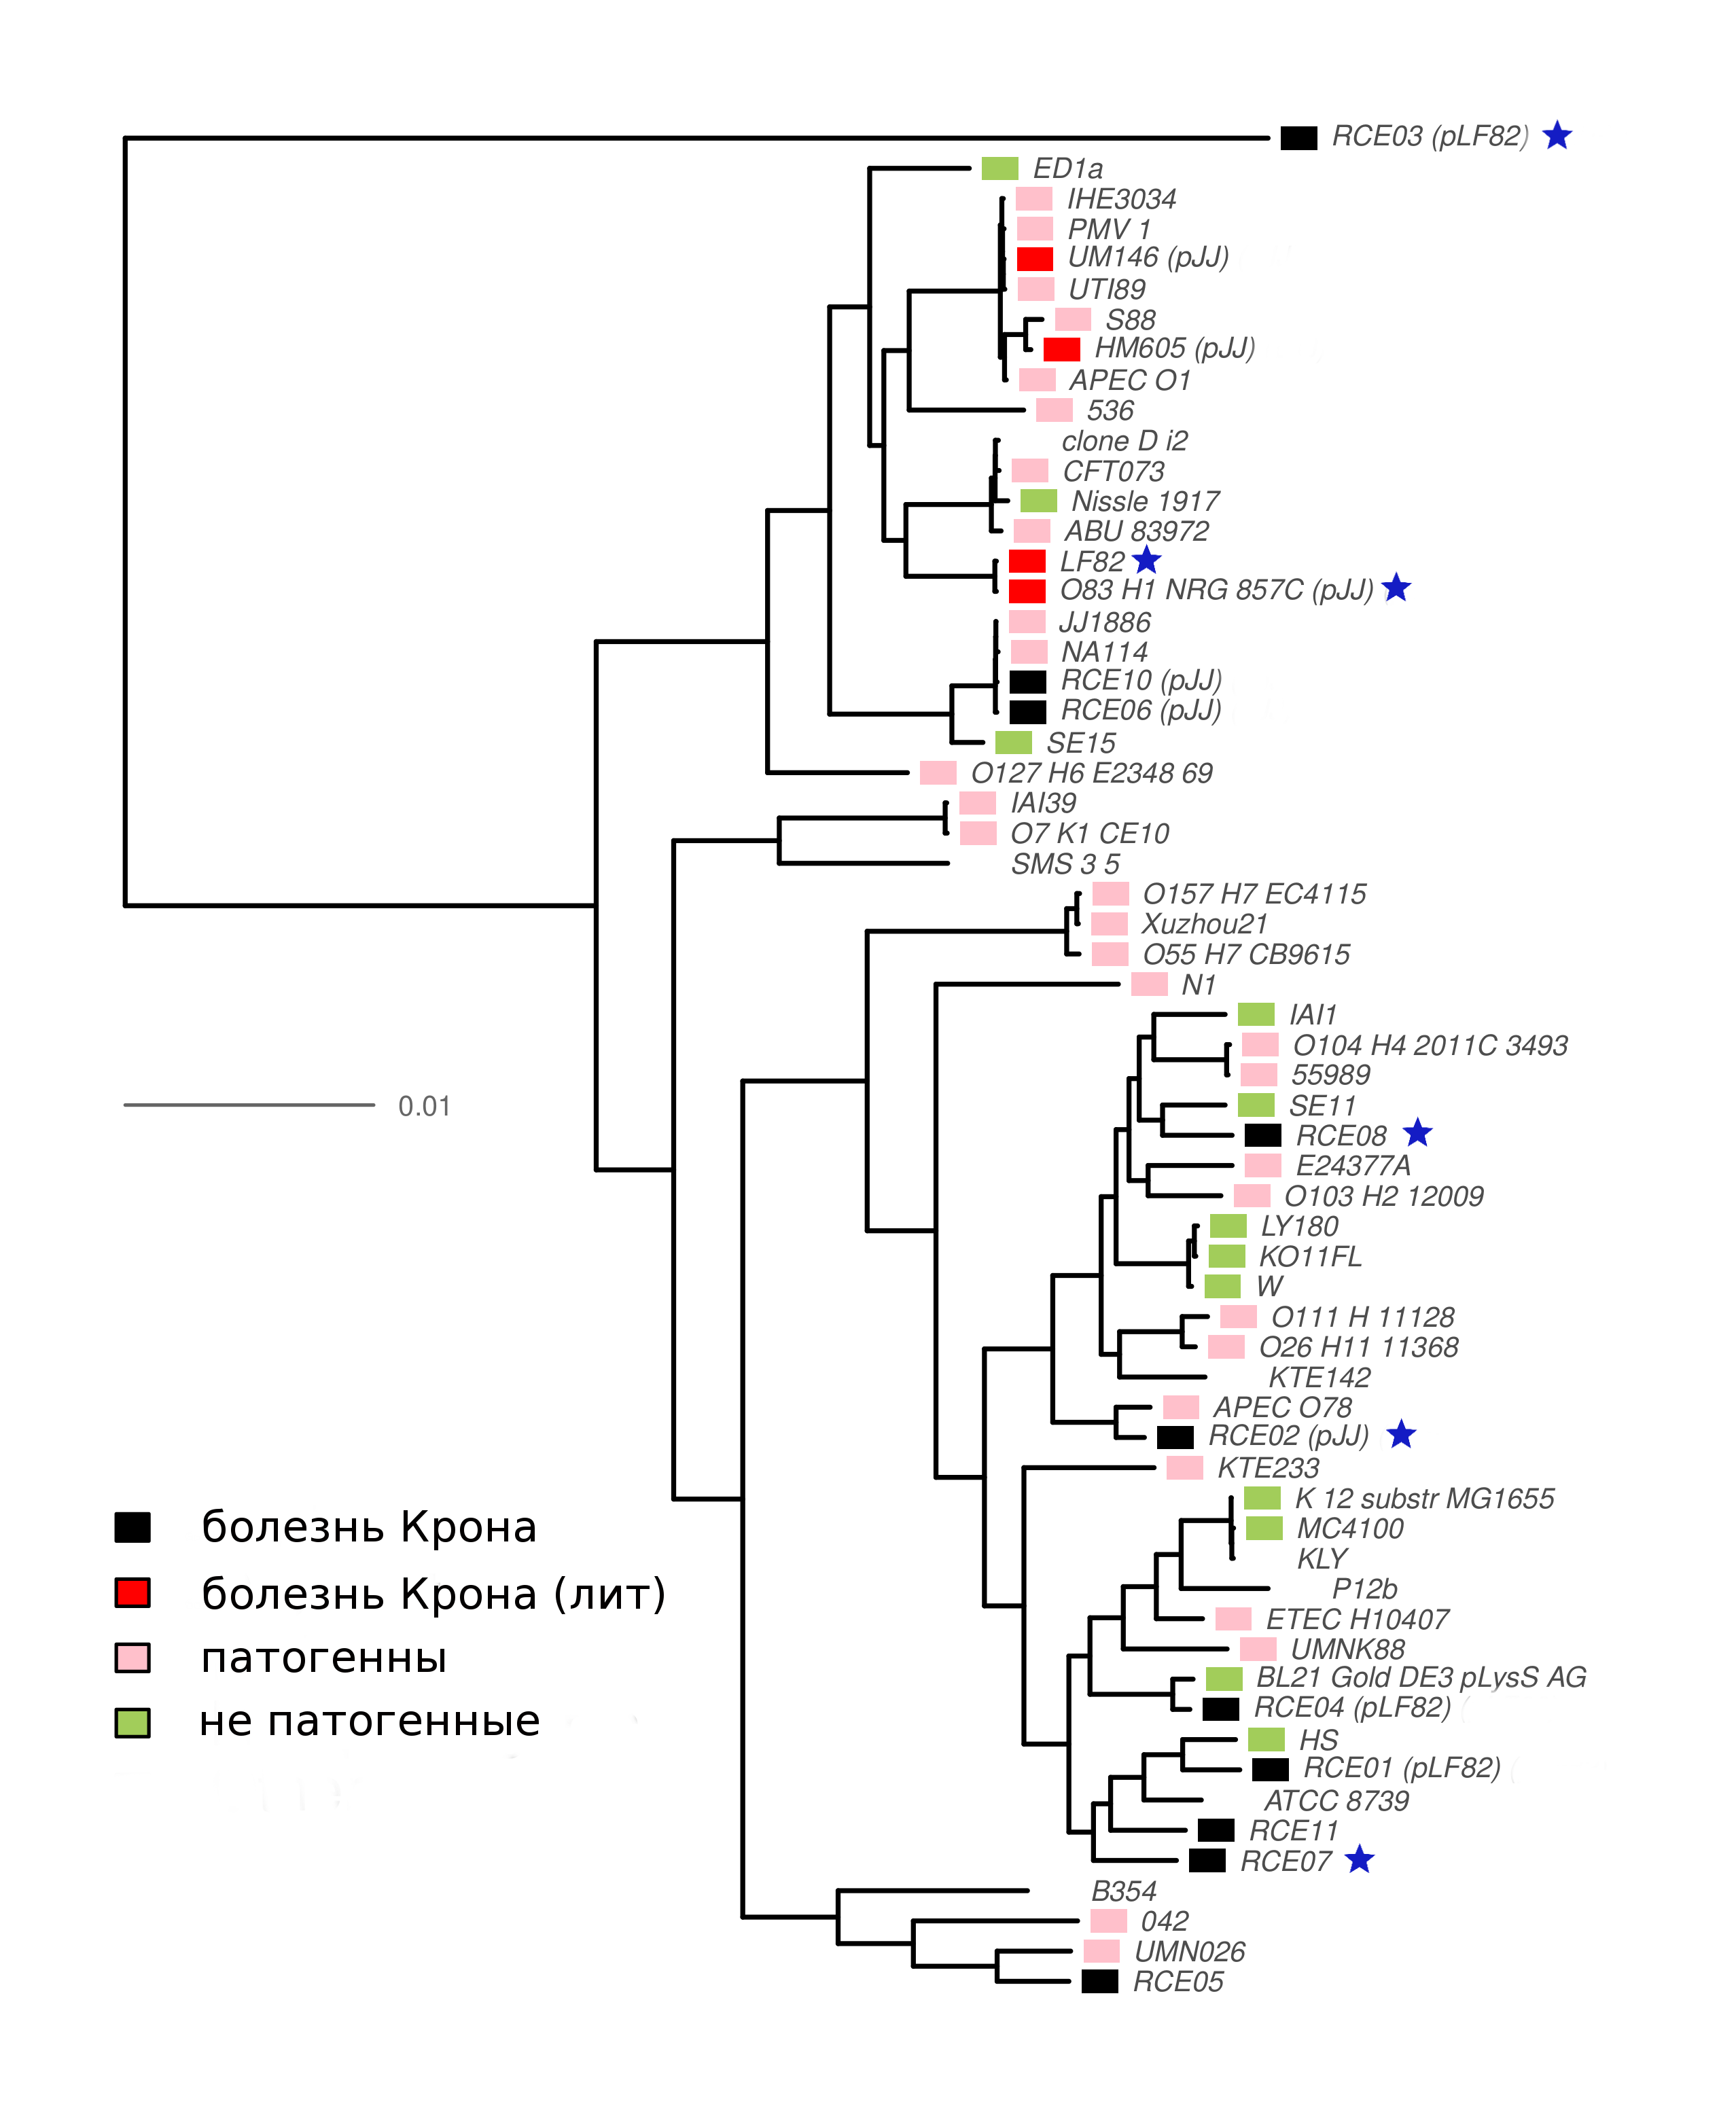 RCE03 (pLF82)
ED1a
IHE3034
PMV 1
UM146 (pJJ)
UTI89
S88
HM605 (pJJ)
APEC O1
536
clone D i2
CFT073
Nissle 1917
ABU 83972
LF82
O83 H1 NRG 857C (pJJ)
JJ1886
NA114
RCE10 (pJJ)
RCE06 (pJJ)
SE15
O127 H6 E2348 69
IAI39
O7 K1 CE10
SMS 3 5
O157 H7 EC4115
Xuzhou21
O55 H7 CB9615
N1
IAI1
O104 H4 2011C 3493
55989
SE11
RCE08
E24377A
O103 H2 12009
LY180
KO11FL
W
O111 H 11128
O26 H11 11368
KTE142
APEC O78
RCE02 (pJJ)
KTE233
K 12 substr MG1655
MC4100
KLY
P12b
ETEC H10407
UMNK88
BL21 Gold DE3 pLysS AG
RCE04 (pLF82)
HS
RCE01 (pLF82)
ATCC 8739
RCE11
RCE07
B354
042
UMN026
RCE05
0.01
болезнь Крона
болезнь Крона (лит)
патогенны
не патогенные